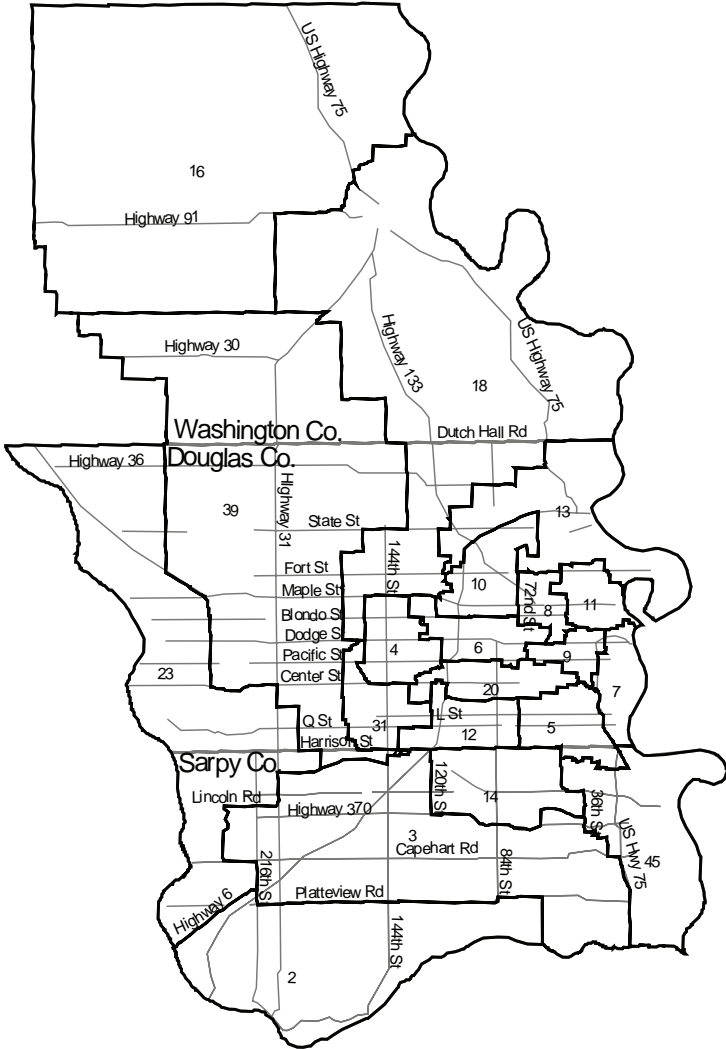 US Highway 75
16
Highway 91
Highway 30
Highway 133
US Highway 75
18
Washington Co.
Dutch Hall Rd
Douglas Co.
Highway 36
39
HIghway 31
State St
13
144th St
Fort St
10
72nd St
Maple St
8
11
Blondo St
Dodge S
6
4
Pacific St
9
23
Center St
20
7
Q St
31
L St
12
5
Harrison St
Sarpy Co.
120th S
Lincoln Rd
14
36th S
Highway 370
3
US Hwy 75
Capehart Rd
45
216th S
84th St
Platteview Rd
Highway 6
144th St
2